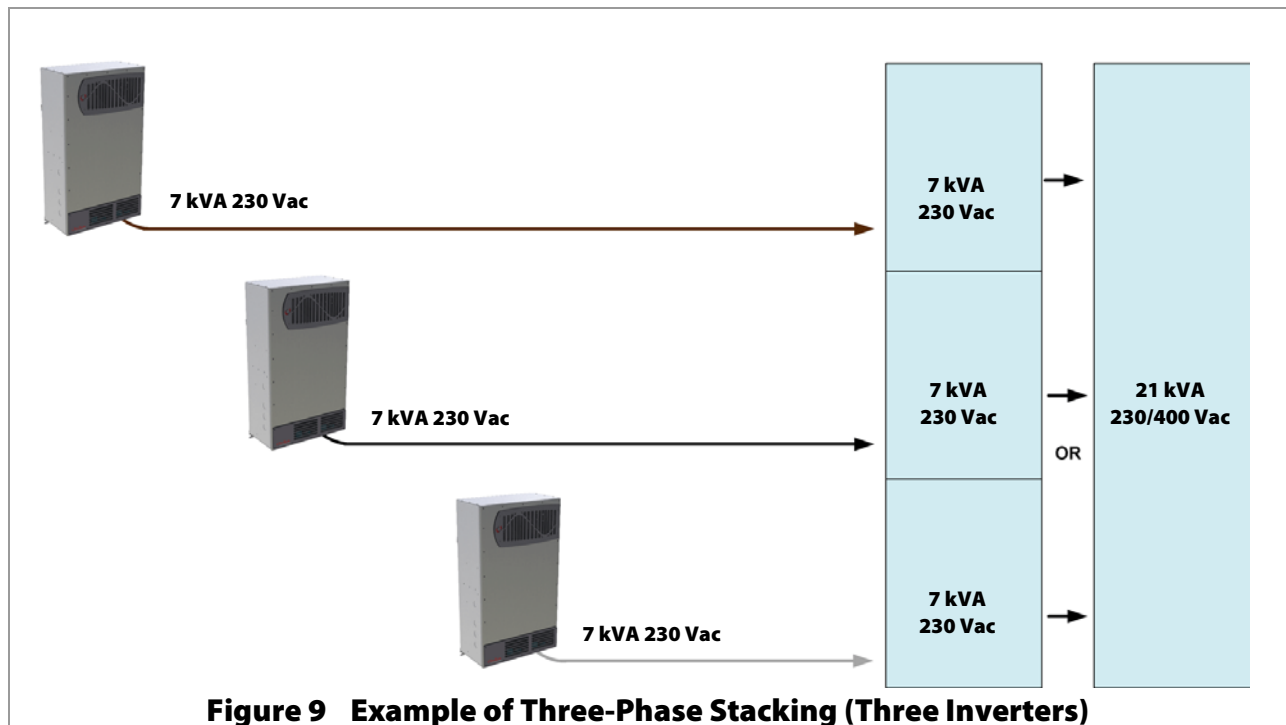 7 kVA 230 Vac
7 kVA
230 Vac
7 kVA 230 Vac
7 kVA
230 Vac
21 kVA
230/400 Vac
OR
7 kVA 230 Vac
7 kVA
230 Vac
Figure 9 Example of Three-Phase Stacking (Three Inverters)